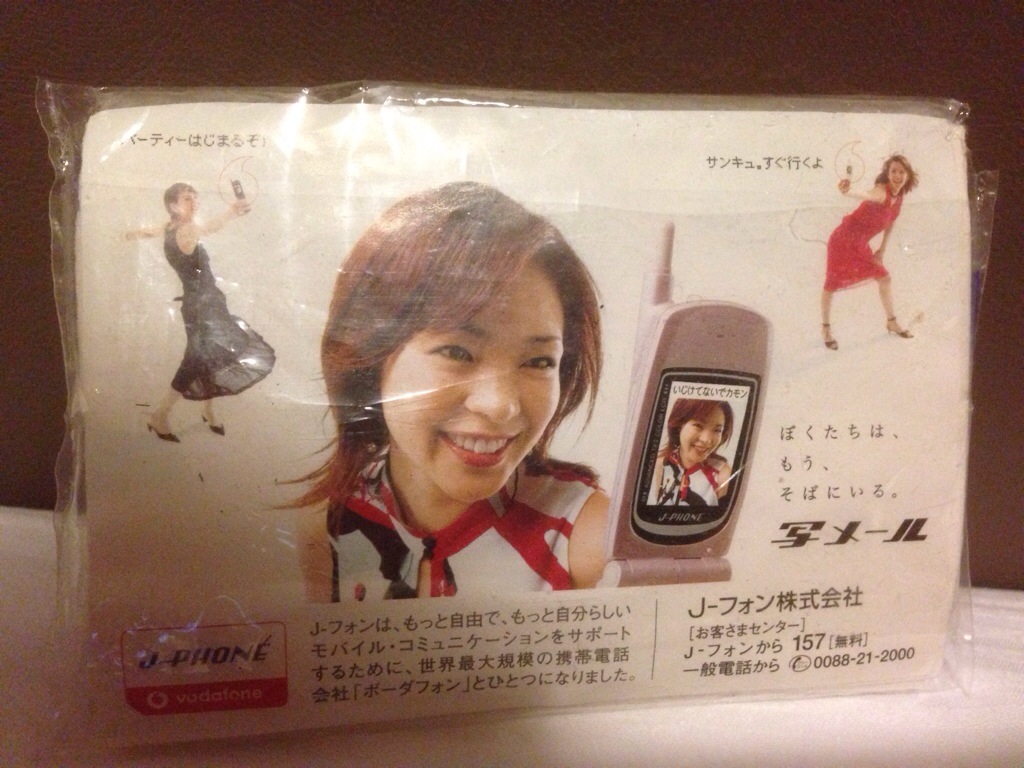 パーティーはじまるぞ!
サンキュ。すぐ行くよ
いじけてないでカモン
J-PHONE
ぼくたちは、
もう、
そばにいる。
写メール
J-PHONE
vodafone
J-フォンは、もっと自由で、もっと自分らしい
モバイル・コミュニケーションをサポート
するために、世界最大規模の携帯電話
会社「ボーダフォン」とひとつになりました。
J-フォン株式会社
[お客さまセンター]
J-フォンから 157[無料]
一般電話から 0088-21-2000